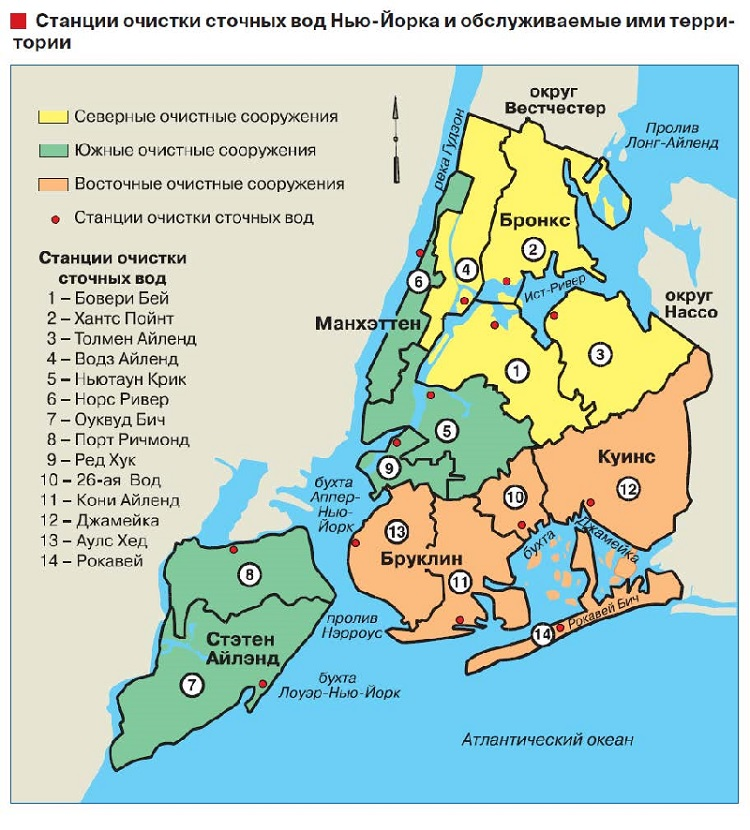 Станции очистки сточных вод Нью-Йорка и обслуживаемые ими терри-
тории
Северные очистные сооружения
Южные очистные сооружения
Восточные очистные сооружения
Станции очистки сточных вод
Станции очистки
сточных вод
1 – Бовери Бей
2 – Хантс Пойнт
3 – Толмен Айленд
4 – Водз Айленд
5 – Ньютаун Крик
6 – Норс Ривер
7 – Оуквуд Бич
8 – Порт Ричмонд
9 – Ред Хук
10 – 26-ая Вод
11 – Кони Айленд
12 – Джамейка
13 – Аулс Хед
14 – Рокавей
округ
Вестчестер
река Гудзон
Пролив
Лонг-Айленд
Бронкс
2
4
6
Ист-Ривер
округ
Нассо
Манхэттен
3
1
5
Куинс
9
бухта
Аппер-
Нью-
Йорк
10
12
13
Бруклин
бухта
Джамейка
11
8
Рокавей Бич
14
пролив
Нэрроус
Стэтен
Айлэнд
7
бухта
Лоуэр-Нью-Йорк
Атлантический океан